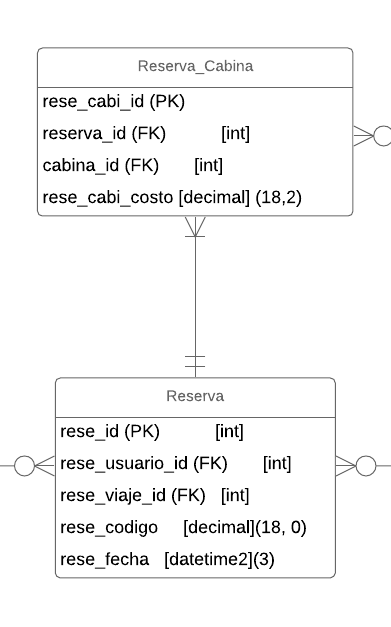 Reserva_Cabina
rese_cabi_id (PK)
reserva_id (FK) [int]
cabina_id (FK) [int]
rese_cabi_costo [decimal] (18,2)
Reserva
rese_id (PK) [int]
rese_usuario_id (FK) [int]
rese_viaje_id (FK) [int]
rese_codigo [decimal](18, 0)
rese_fecha [datetime2](3)